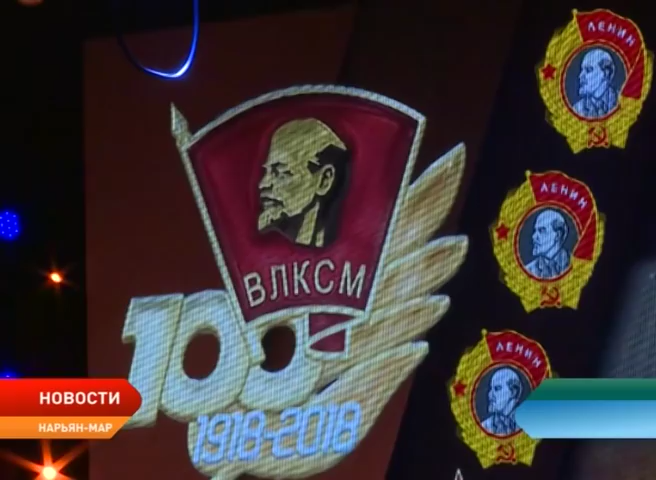 ЛЕНИН
ВЛКСМ
ЛЕНИН
100
1918-2018
ЛЕНИН
НОВОСТИ
НАРЬЯН-МАР